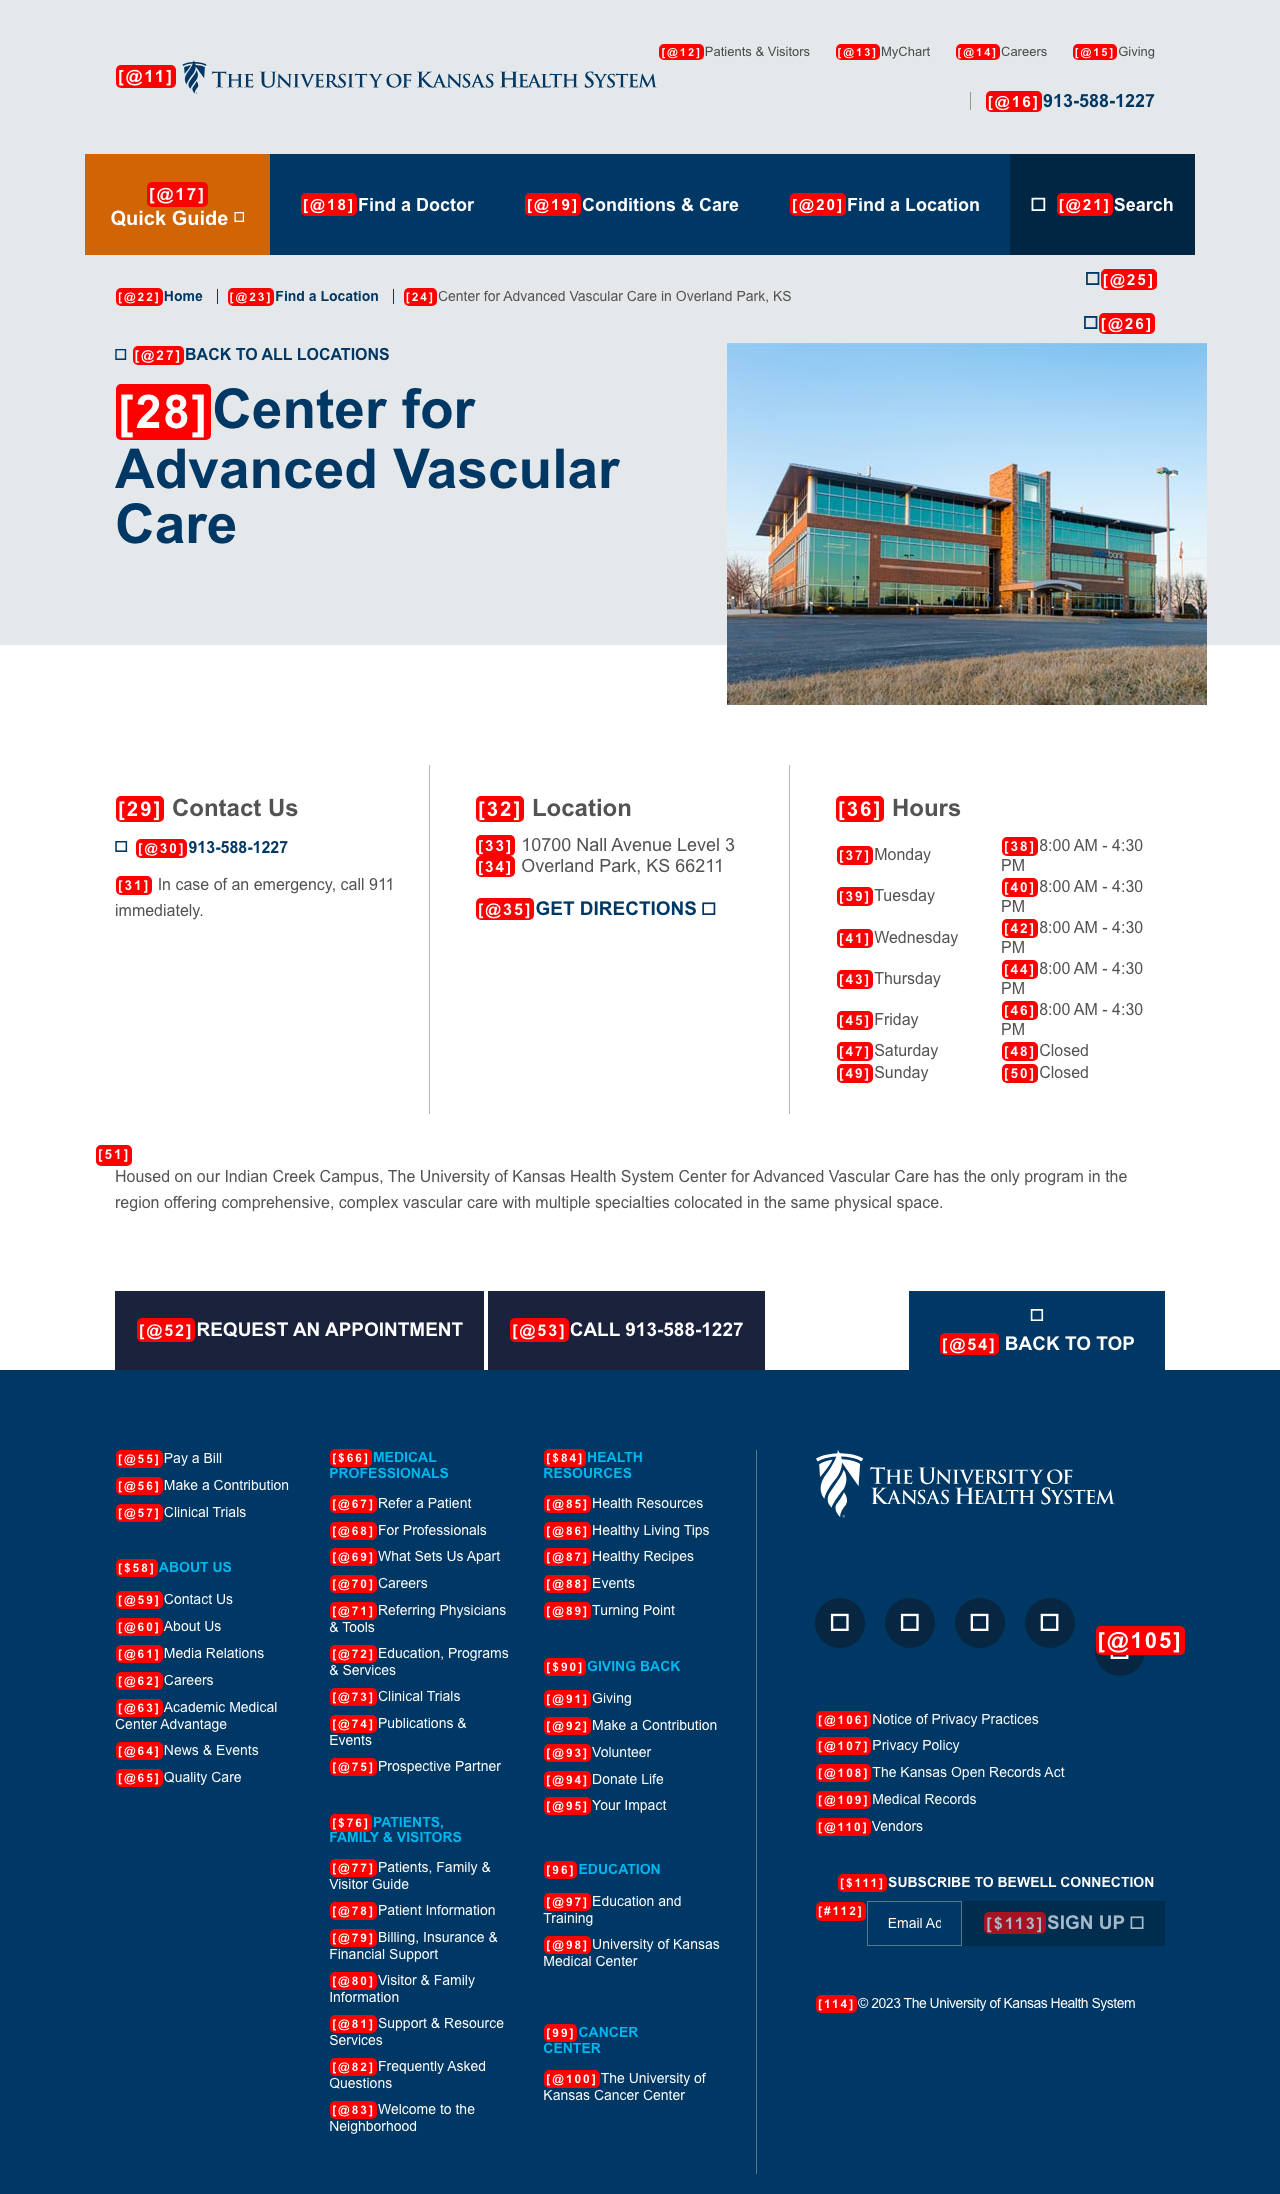 [@12]Patients & Visitors [@13]MyChart [@14]Careers [@15]Giving
[@11] THE UNIVERSITY OF KANSAS HEALTH SYSTEM
[@16]913-588-1227
[@17]
Quick Guide
[@18]Find a Doctor [@19]Conditions & Care [@20]Find a Location [@21]Search
[@22]Home [@23]Find a Location [24]Center for Advanced Vascular Care in Overland Park, KS
[@25]
[@26]
[@27]BACK TO ALL LOCATIONS
[28]Center for
Advanced Vascular
Care
[29] Contact Us
[@30]913-588-1227
[31] In case of an emergency, call 911
immediately.
[32] Location
[33] 10700 Nall Avenue Level 3
[34] Overland Park, KS 66211
[@35]GET DIRECTIONS
[36] Hours
[37]Monday [38]8:00 AM - 4:30
PM
[39]Tuesday [40]8:00 AM - 4:30
PM
[41]Wednesday [42]8:00 AM - 4:30
PM
[43]Thursday [44]8:00 AM - 4:30
PM
[45]Friday [46]8:00 AM - 4:30
PM
[47]Saturday [48]Closed
[49]Sunday [50]Closed
[51]
Housed on our Indian Creek Campus, The University of Kansas Health System Center for Advanced Vascular Care has the only program in the
region offering comprehensive, complex vascular care with multiple specialties colocated in the same physical space.
[@52]REQUEST AN APPOINTMENT [@53]CALL 913-588-1227
[@54] BACK TO TOP
[@55]Pay a Bill
[@56]Make a Contribution
[@57]Clinical Trials
[$58]ABOUT US
[@59]Contact Us
[@60]About Us
[@61]Media Relations
[@62]Careers
[@63]Academic Medical
Center Advantage
[@64]News & Events
[@65]Quality Care
[$66]MEDICAL
PROFESSIONALS
[@67]Refer a Patient
[@68]For Professionals
[@69]What Sets Us Apart
[@70]Careers
[@71]Referring Physicians
& Tools
[@72]Education, Programs
& Services
[@73]Clinical Trials
[@74]Publications &
Events
[@75]Prospective Partner
[$76]PATIENTS,
FAMILY & VISITORS
[@77]Patients, Family &
Visitor Guide
[@78]Patient Information
[@79]Billing, Insurance &
Financial Support
[@80]Visitor & Family
Information
[@81]Support & Resource
Services
[@82]Frequently Asked
Questions
[@83]Welcome to the
Neighborhood
[$84]HEALTH
RESOURCES
[@85]Health Resources
[@86]Healthy Living Tips
[@87]Healthy Recipes
[@88]Events
[@89]Turning Point
[$90]GIVING BACK
[@91]Giving
[@92]Make a Contribution
[@93]Volunteer
[@94]Donate Life
[@95]Your Impact
[96]EDUCATION
[@97]Education and
Training
[@98]University of Kansas
Medical Center
[99]CANCER
CENTER
[@100]The University of
Kansas Cancer Center
THE UNIVERSITY OF
KANSAS HEALTH SYSTEM
[@105]
[@106]Notice of Privacy Practices
[@107]Privacy Policy
[@108]The Kansas Open Records Act
[@109]Medical Records
[@110]Vendors
[$111]SUBSCRIBE TO BEWELL CONNECTION
[#112] Email Ad [$113]SIGN UP
[114]© 2023 The University of Kansas Health System